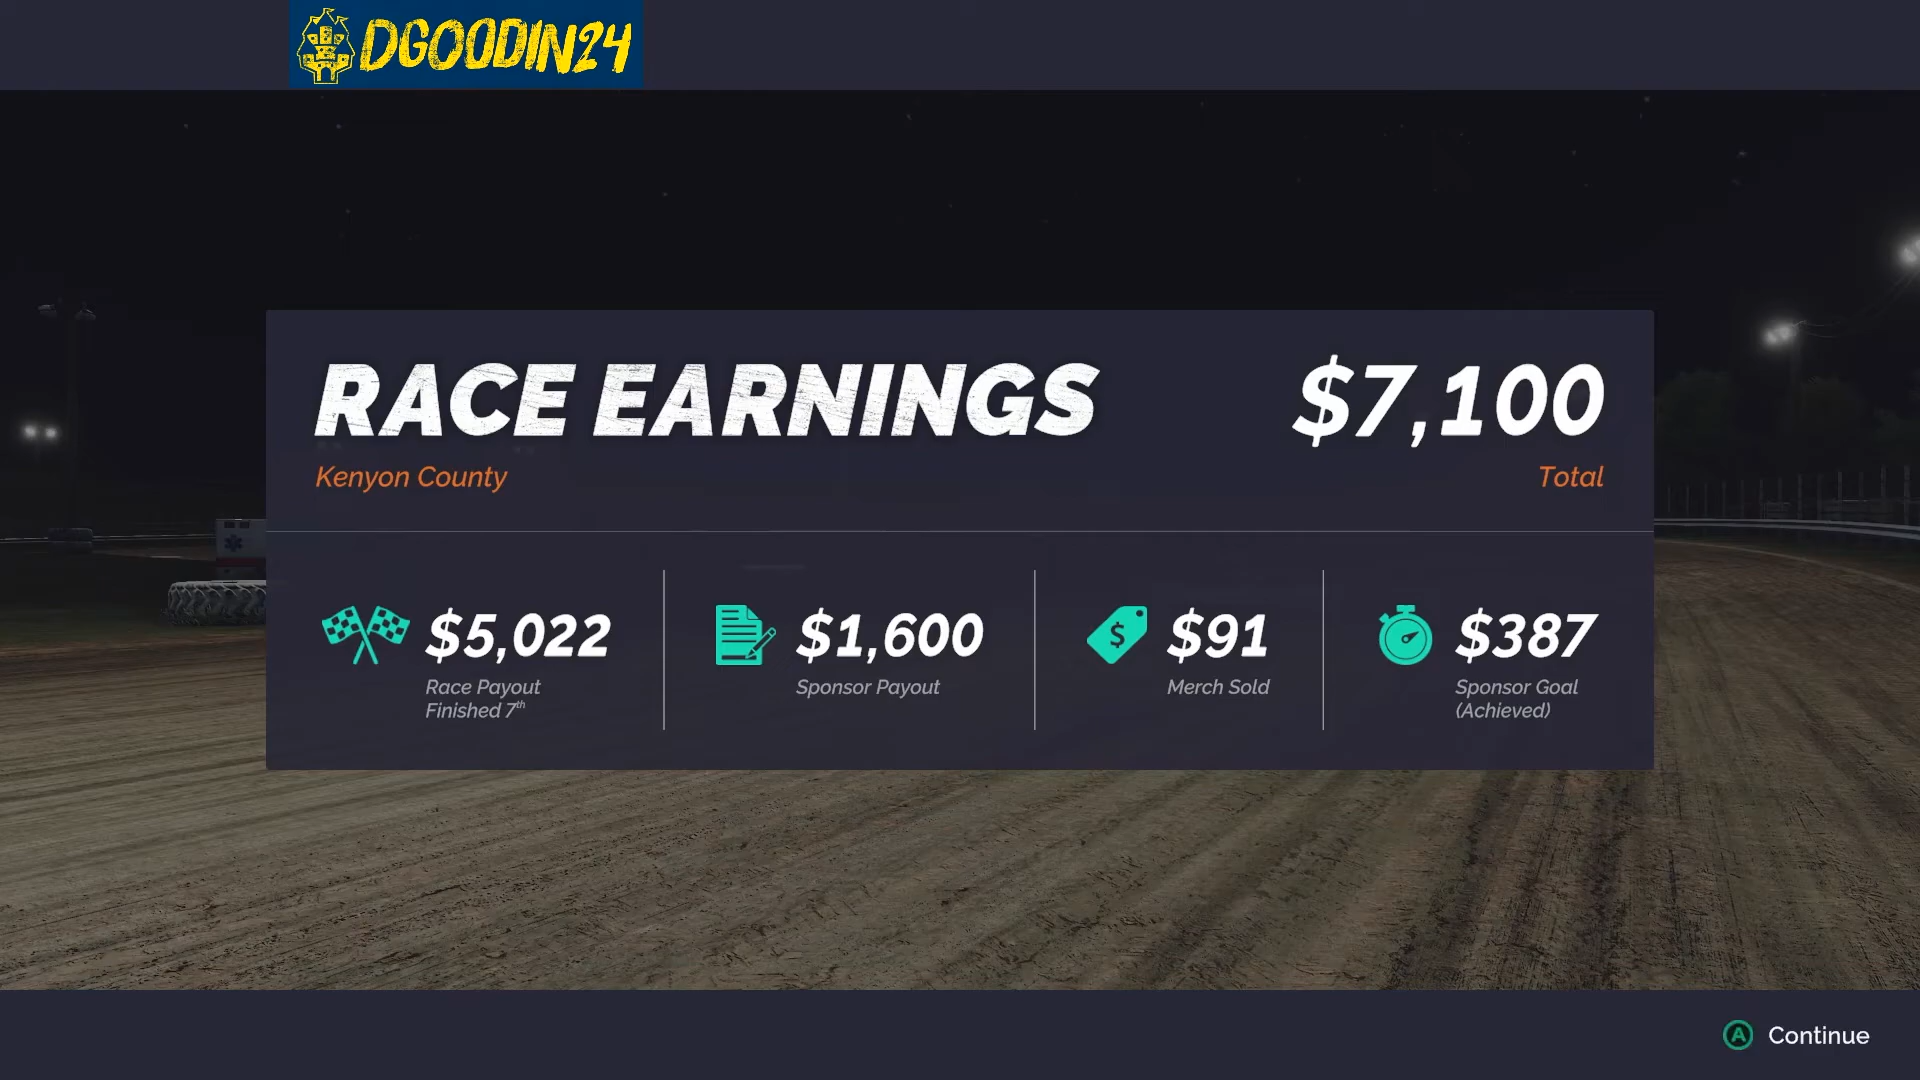 DGOODIN24
RACE EARNINGS
$7,100
Kenyon County
Total
$5,022
Race Payout
Finished 7th
$1,600
Sponsor Payout
$
$91
Merch Sold
$387
Sponsor Goal
(Achieved)
A Continue